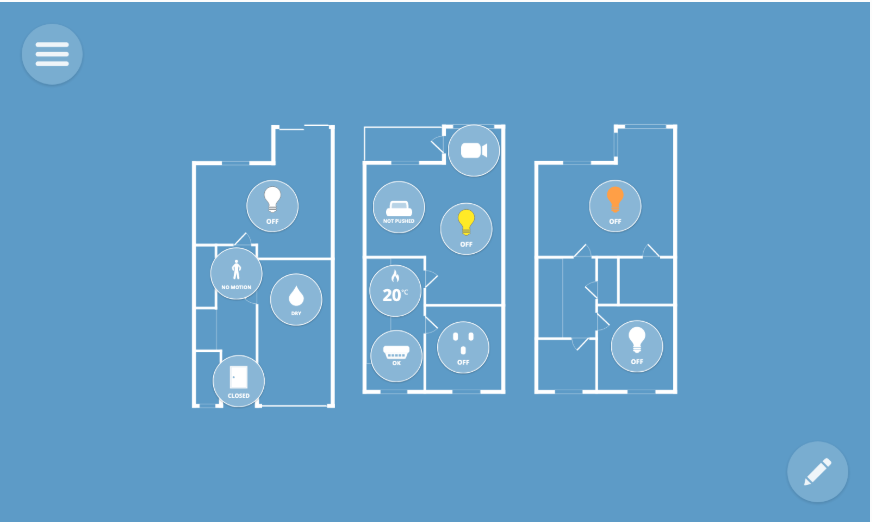 OFF
NO MOTION
DRY
CLOSED
NOT PUSHED
OFF
20°C
OK
OFF
OFF
OFF